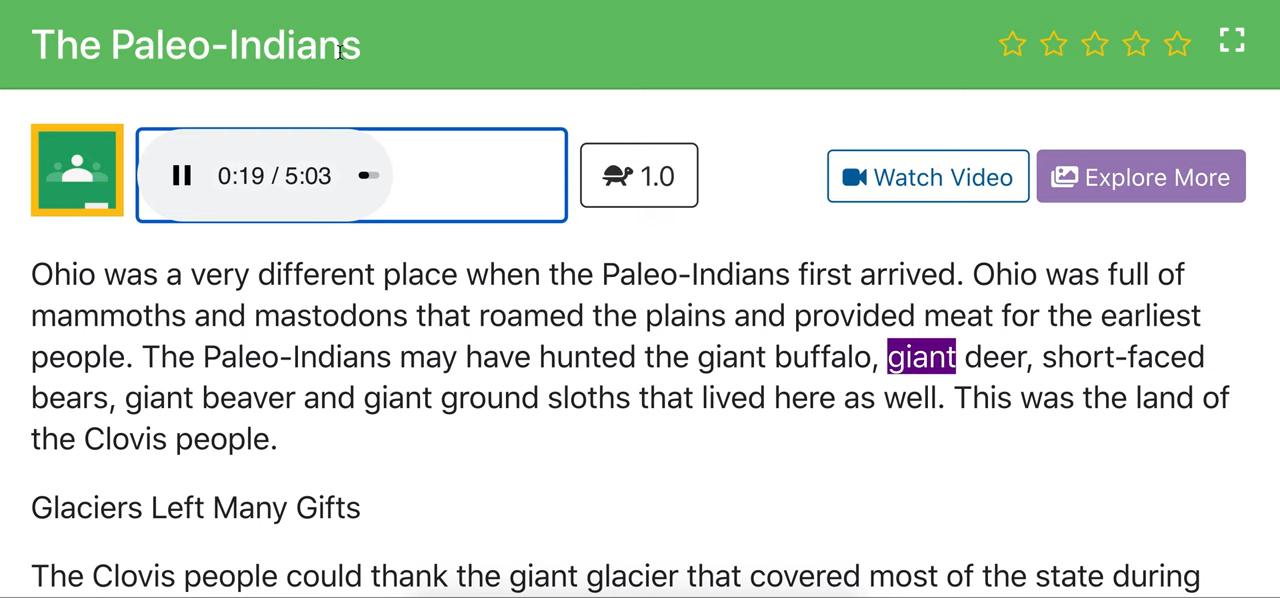 The Paleo-Indians
0:19 / 5:03
1.0
Watch Video
Explore More
Ohio was a very different place when the Paleo-Indians first arrived. Ohio was full of
mammoths and mastodons that roamed the plains and provided meat for the earliest
people. The Paleo-Indians may have hunted the giant buffalo, giant deer, short-faced
bears, giant beaver and giant ground sloths that lived here as well. This was the land of
the Clovis people.
Glaciers Left Many Gifts
The Clovis people could thank the giant glacier that covered most of the state during